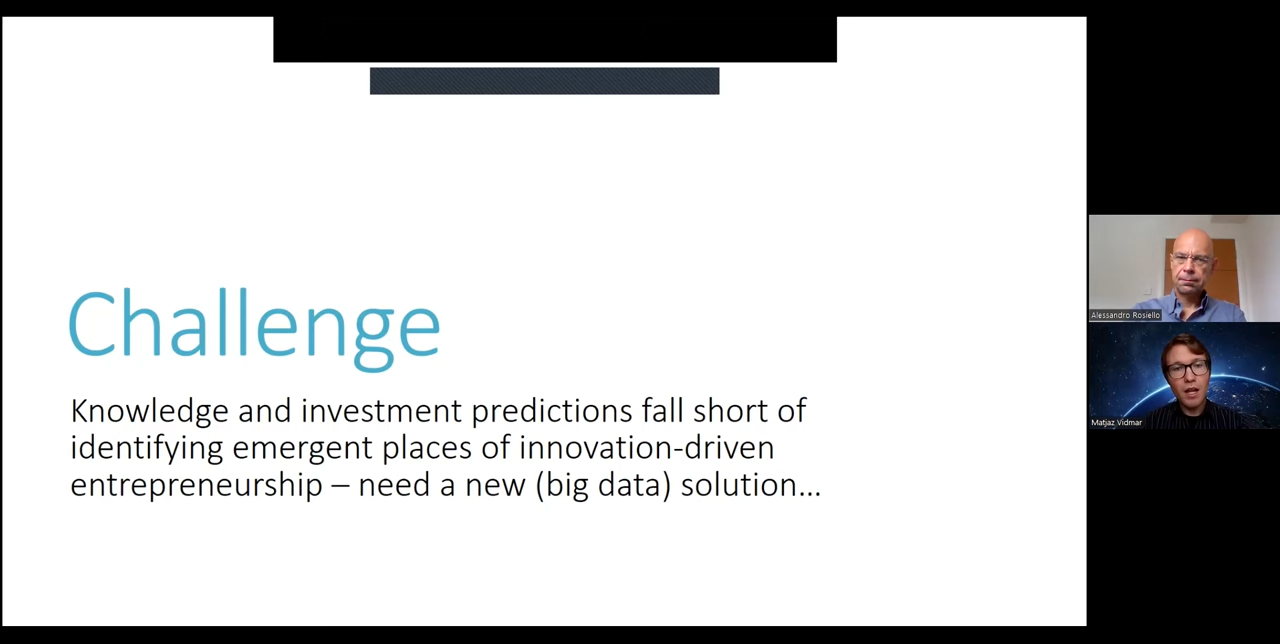 Challenge
Knowledge and investment predictions fall short of
identifying emergent places of innovation-driven
entrepreneurship – need a new (big data) solution...
Alessandro Rosiello
Matjaz Vidmar